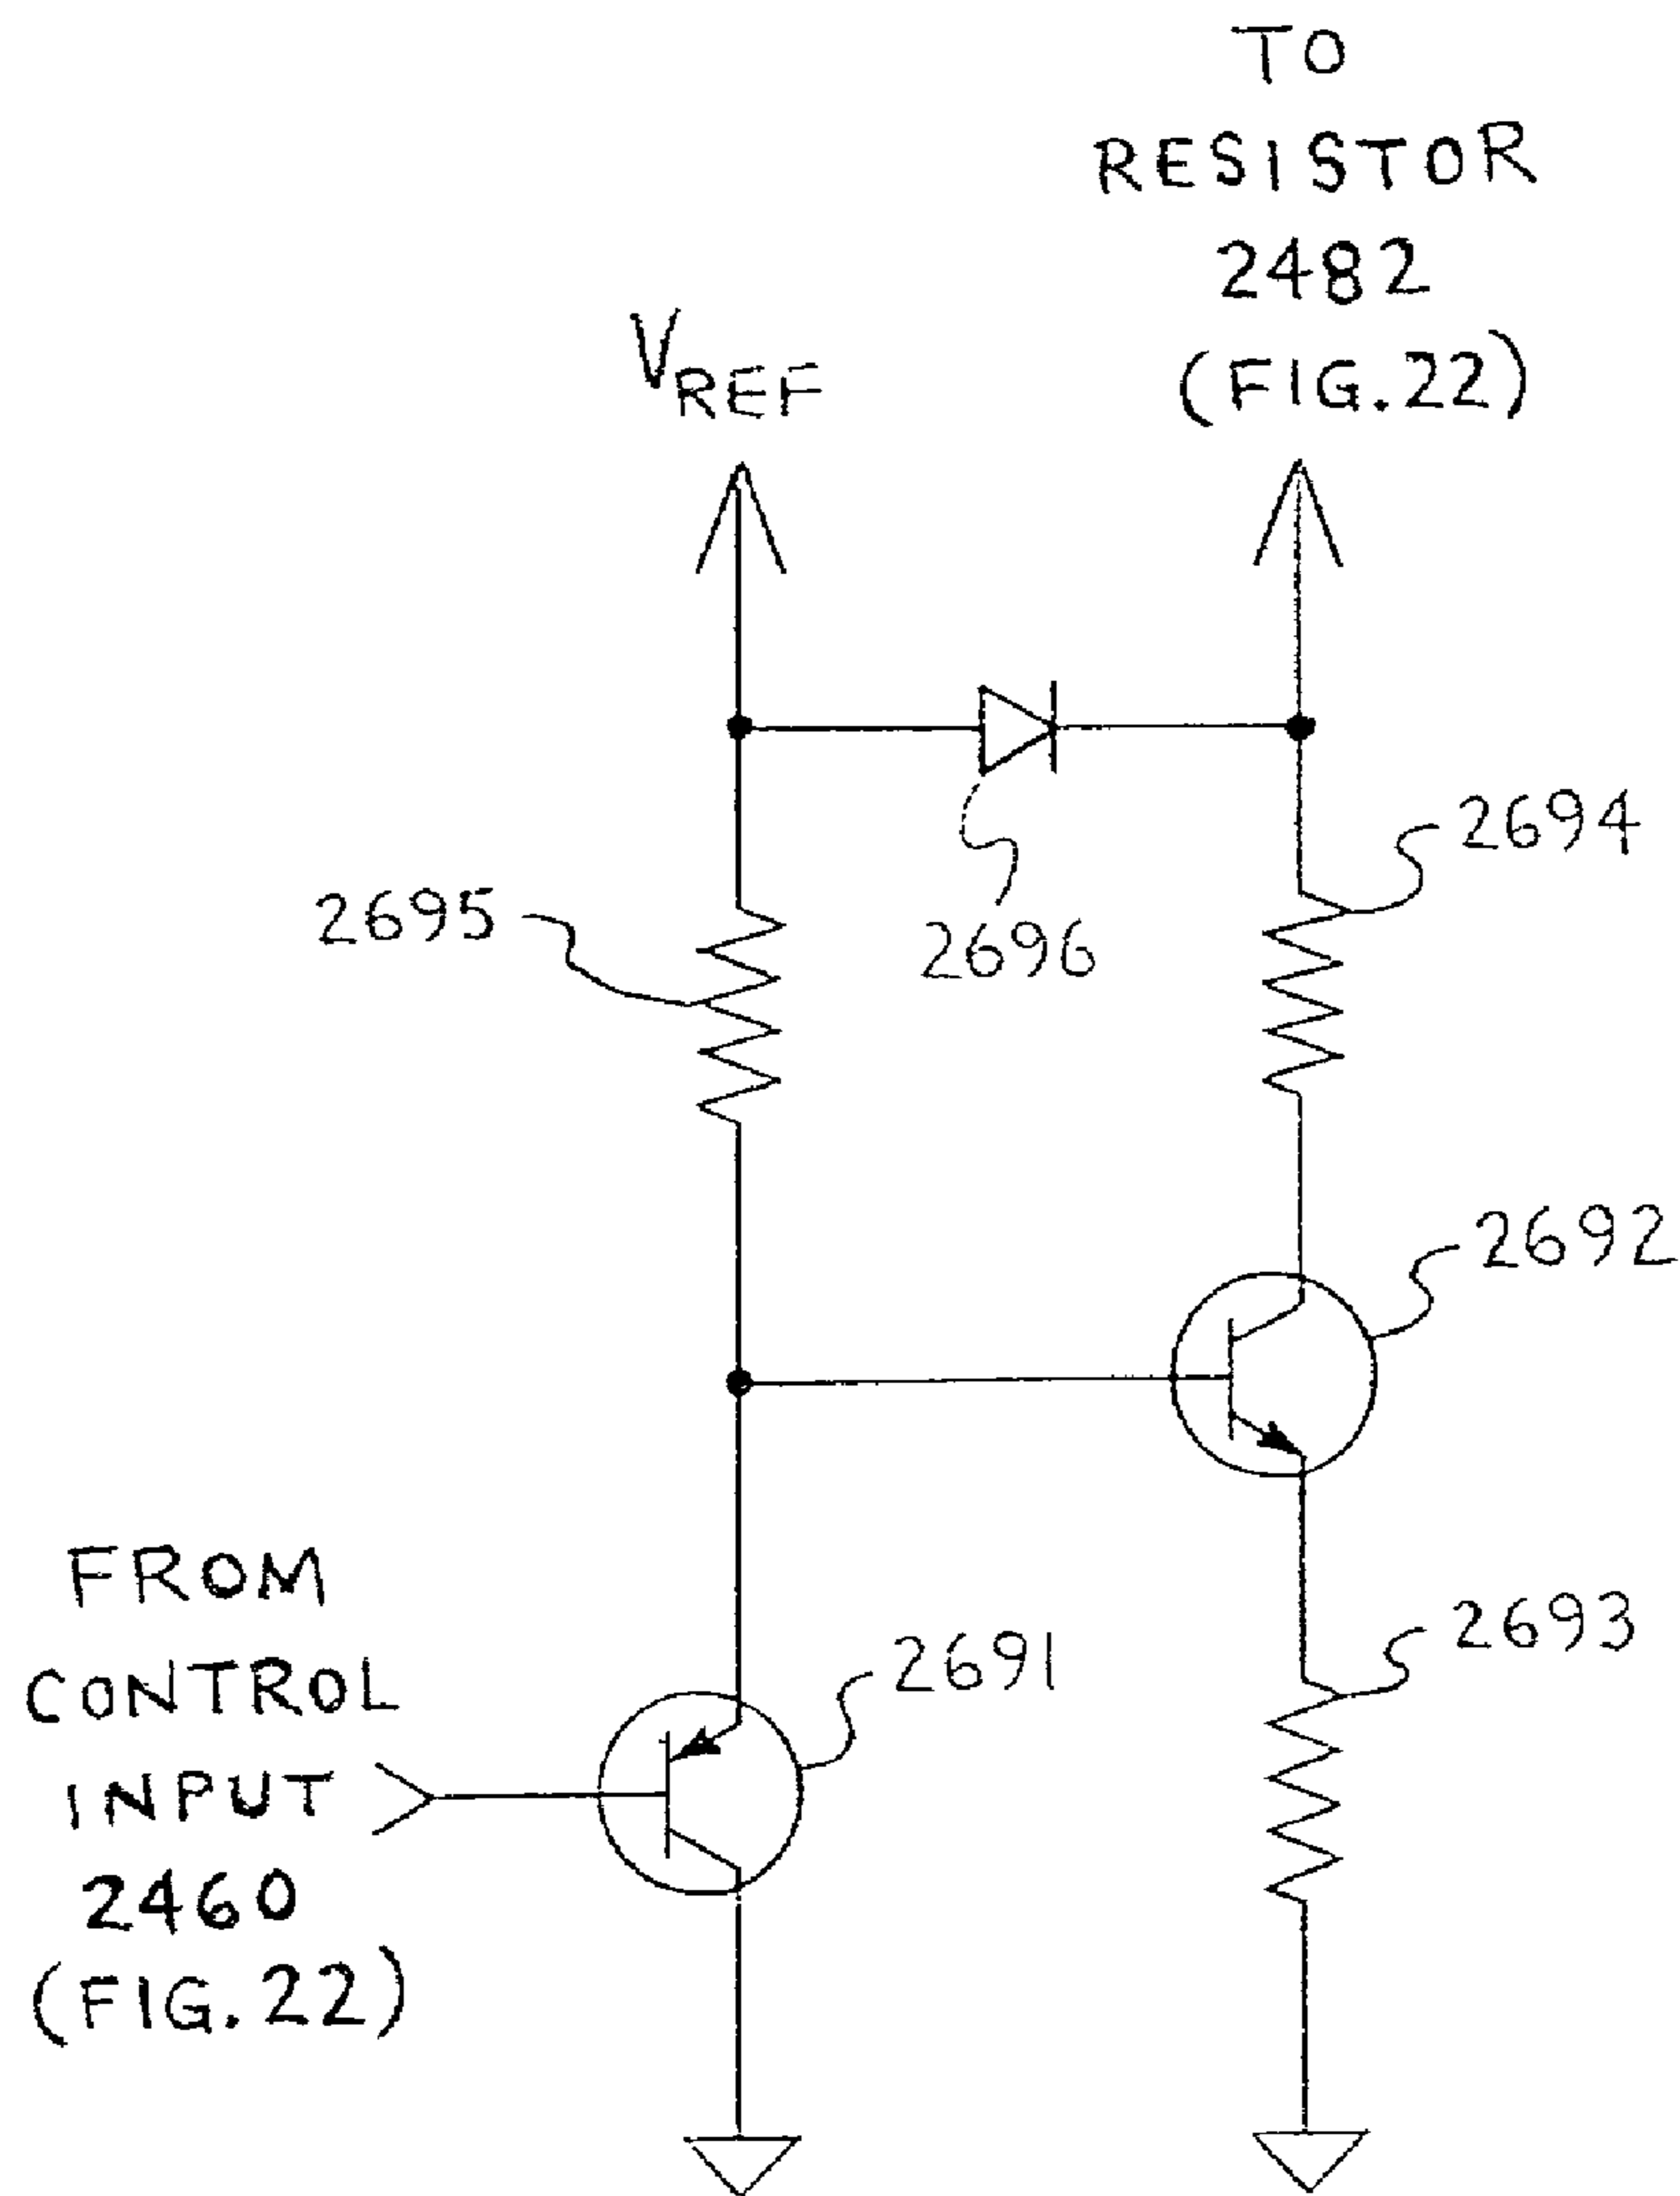 TO
RESISTOR
2482
(FIG.22)
VREF
2694
2695
2696
2692
2693
2691
FROM
CONTROL
INPUT
2460
(FIG.22)